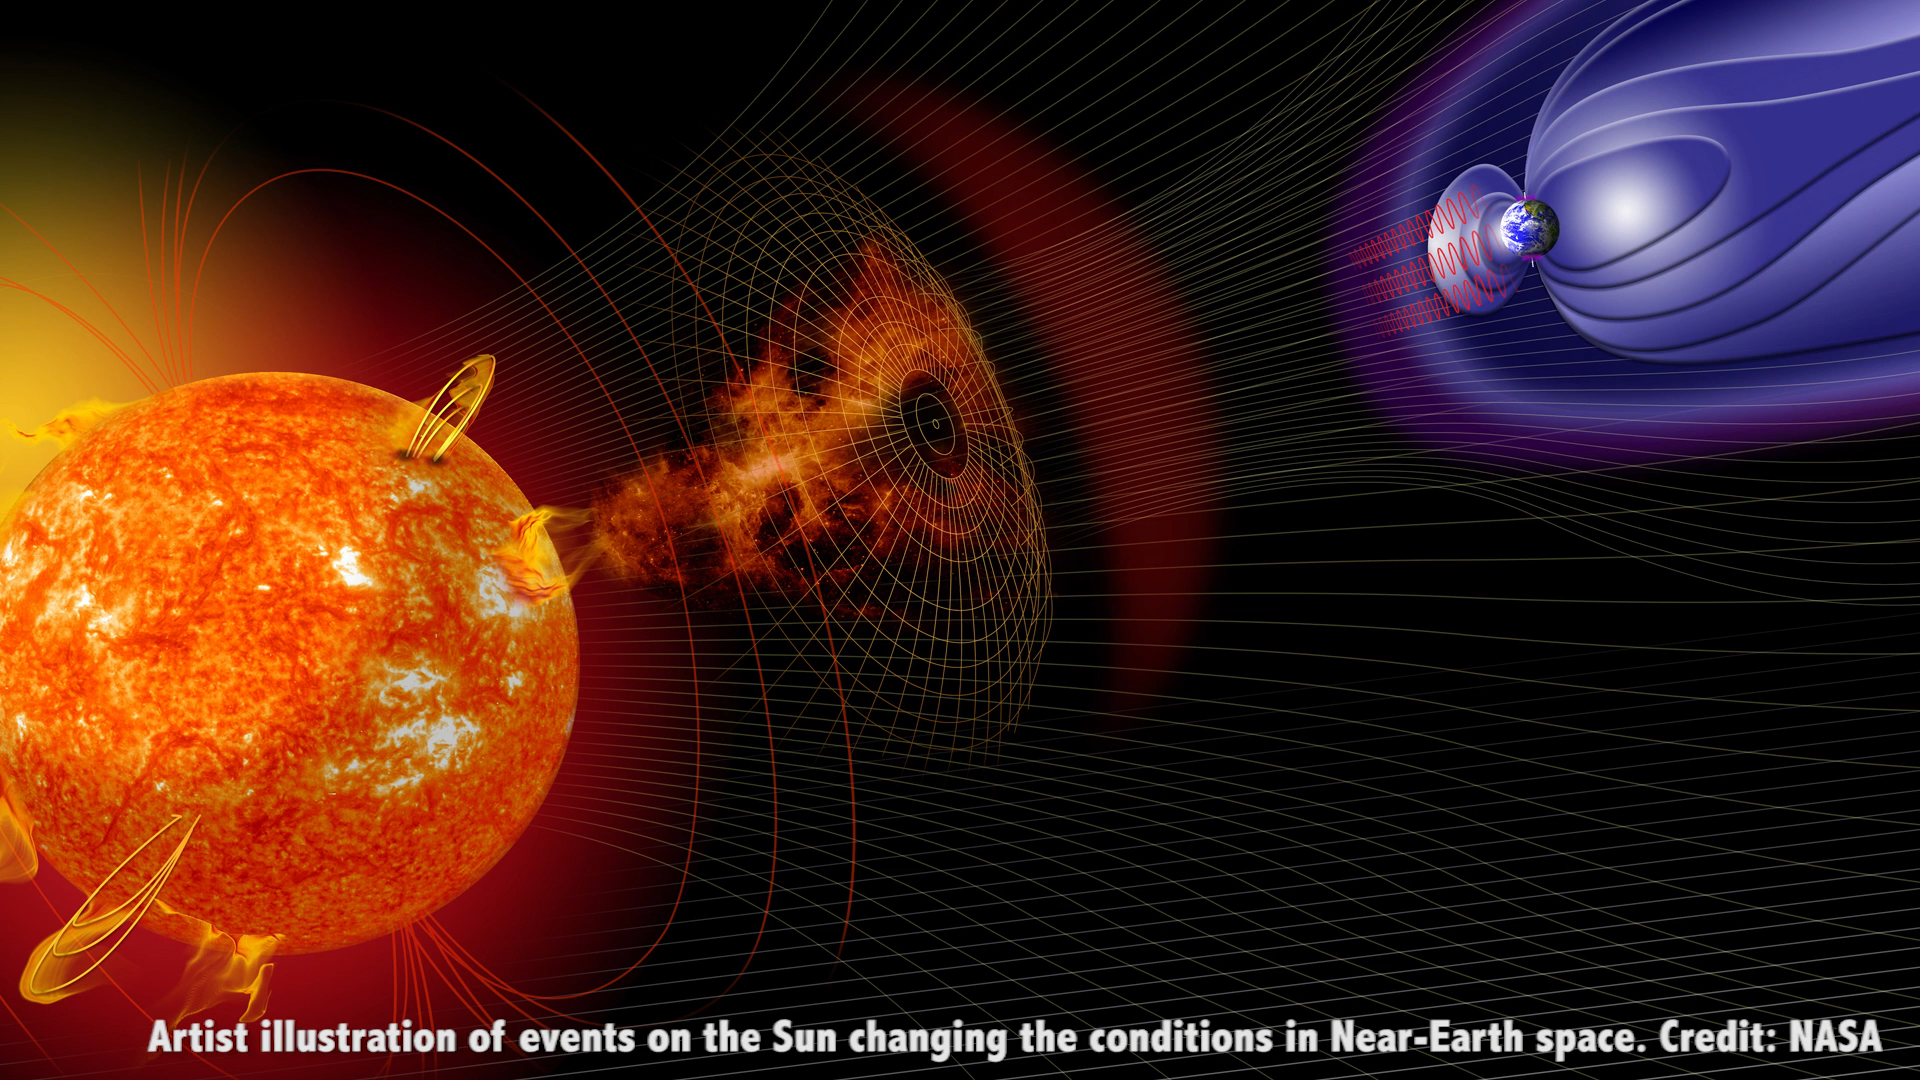 Artist illustration of events on the Sun changing the conditions in Near-Earth space. Credit: NASA